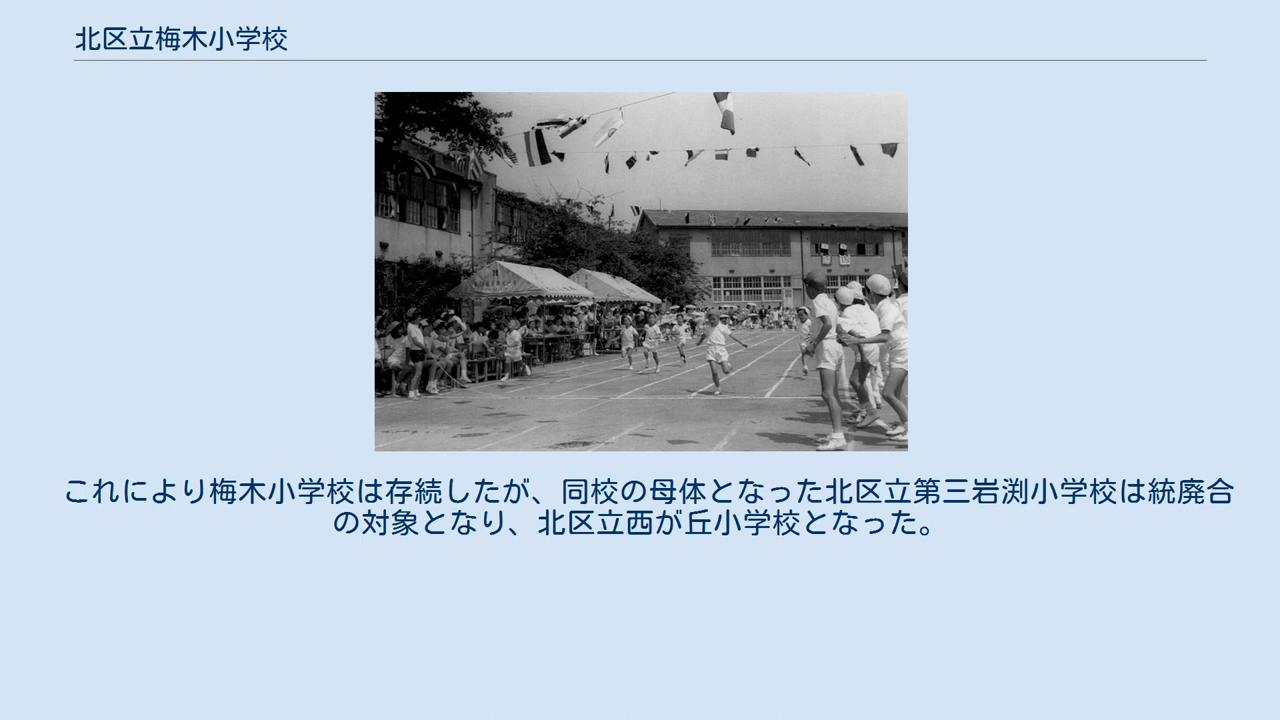 北区立梅木小学校
これにより梅木小学校は存続したが、同校の母体となった北区立第三岩渕小学校は統廃合
の対象となり、北区立西が丘小学校となった。